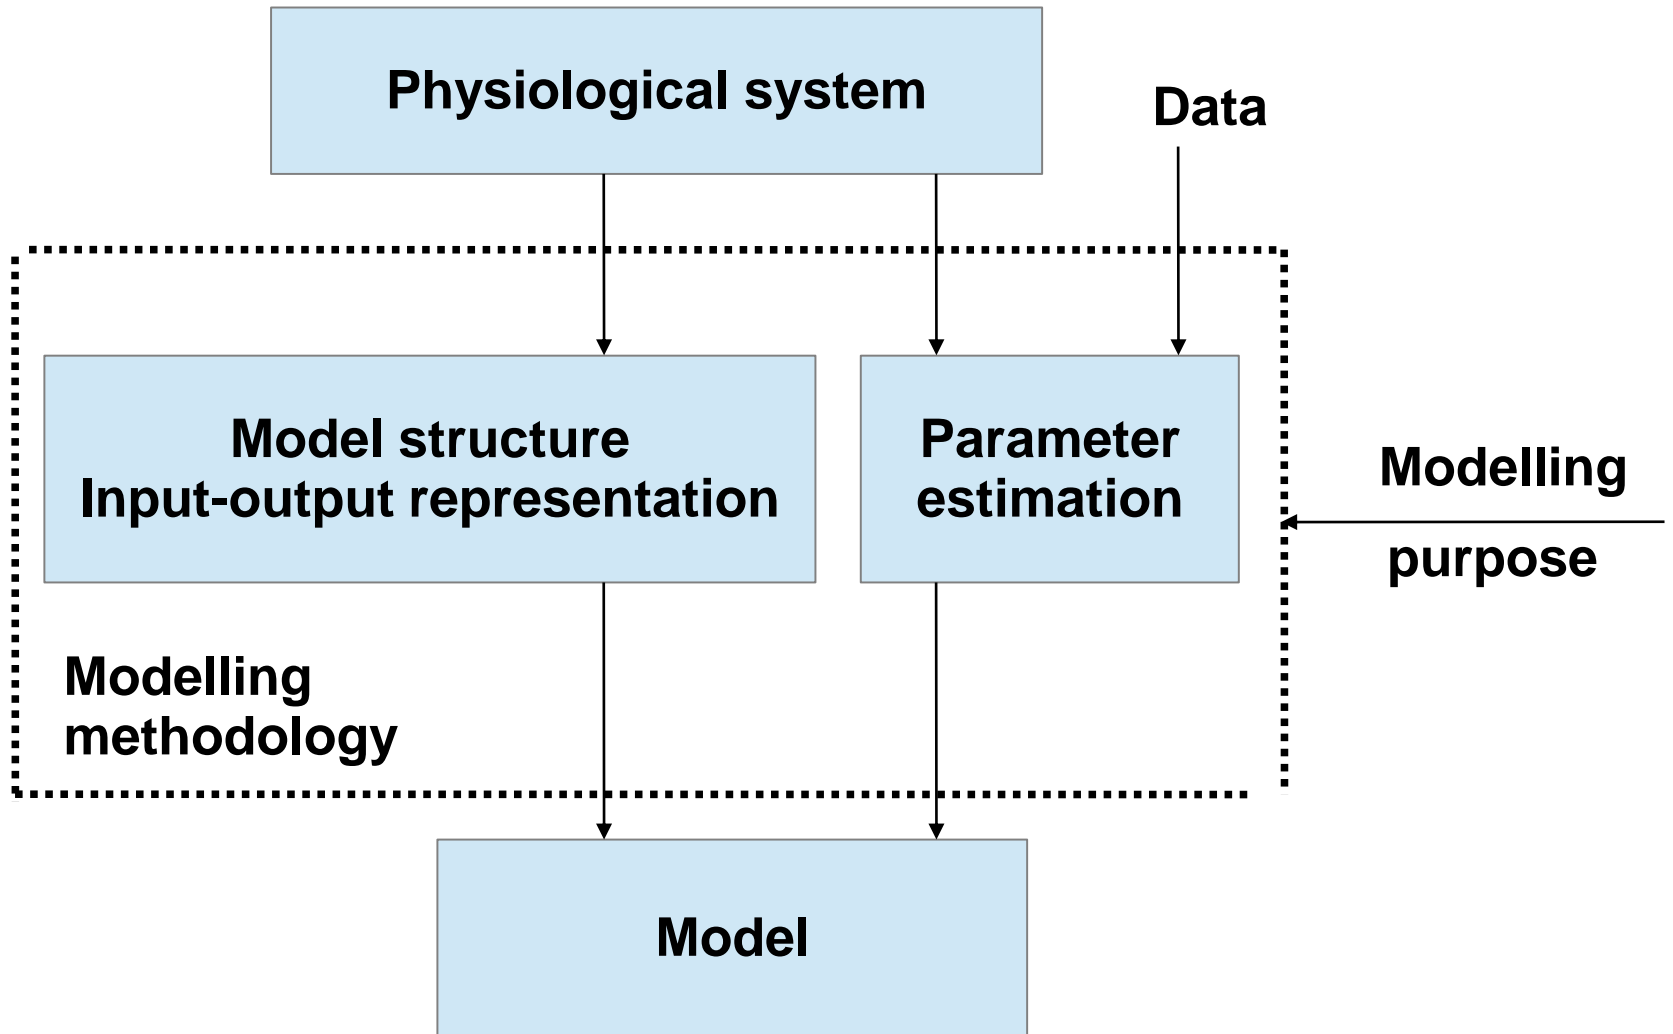 Physiological system
Data
Model structure
Input-output representation
Parameter
estimation
Modelling
purpose
Modelling
methodology
Model